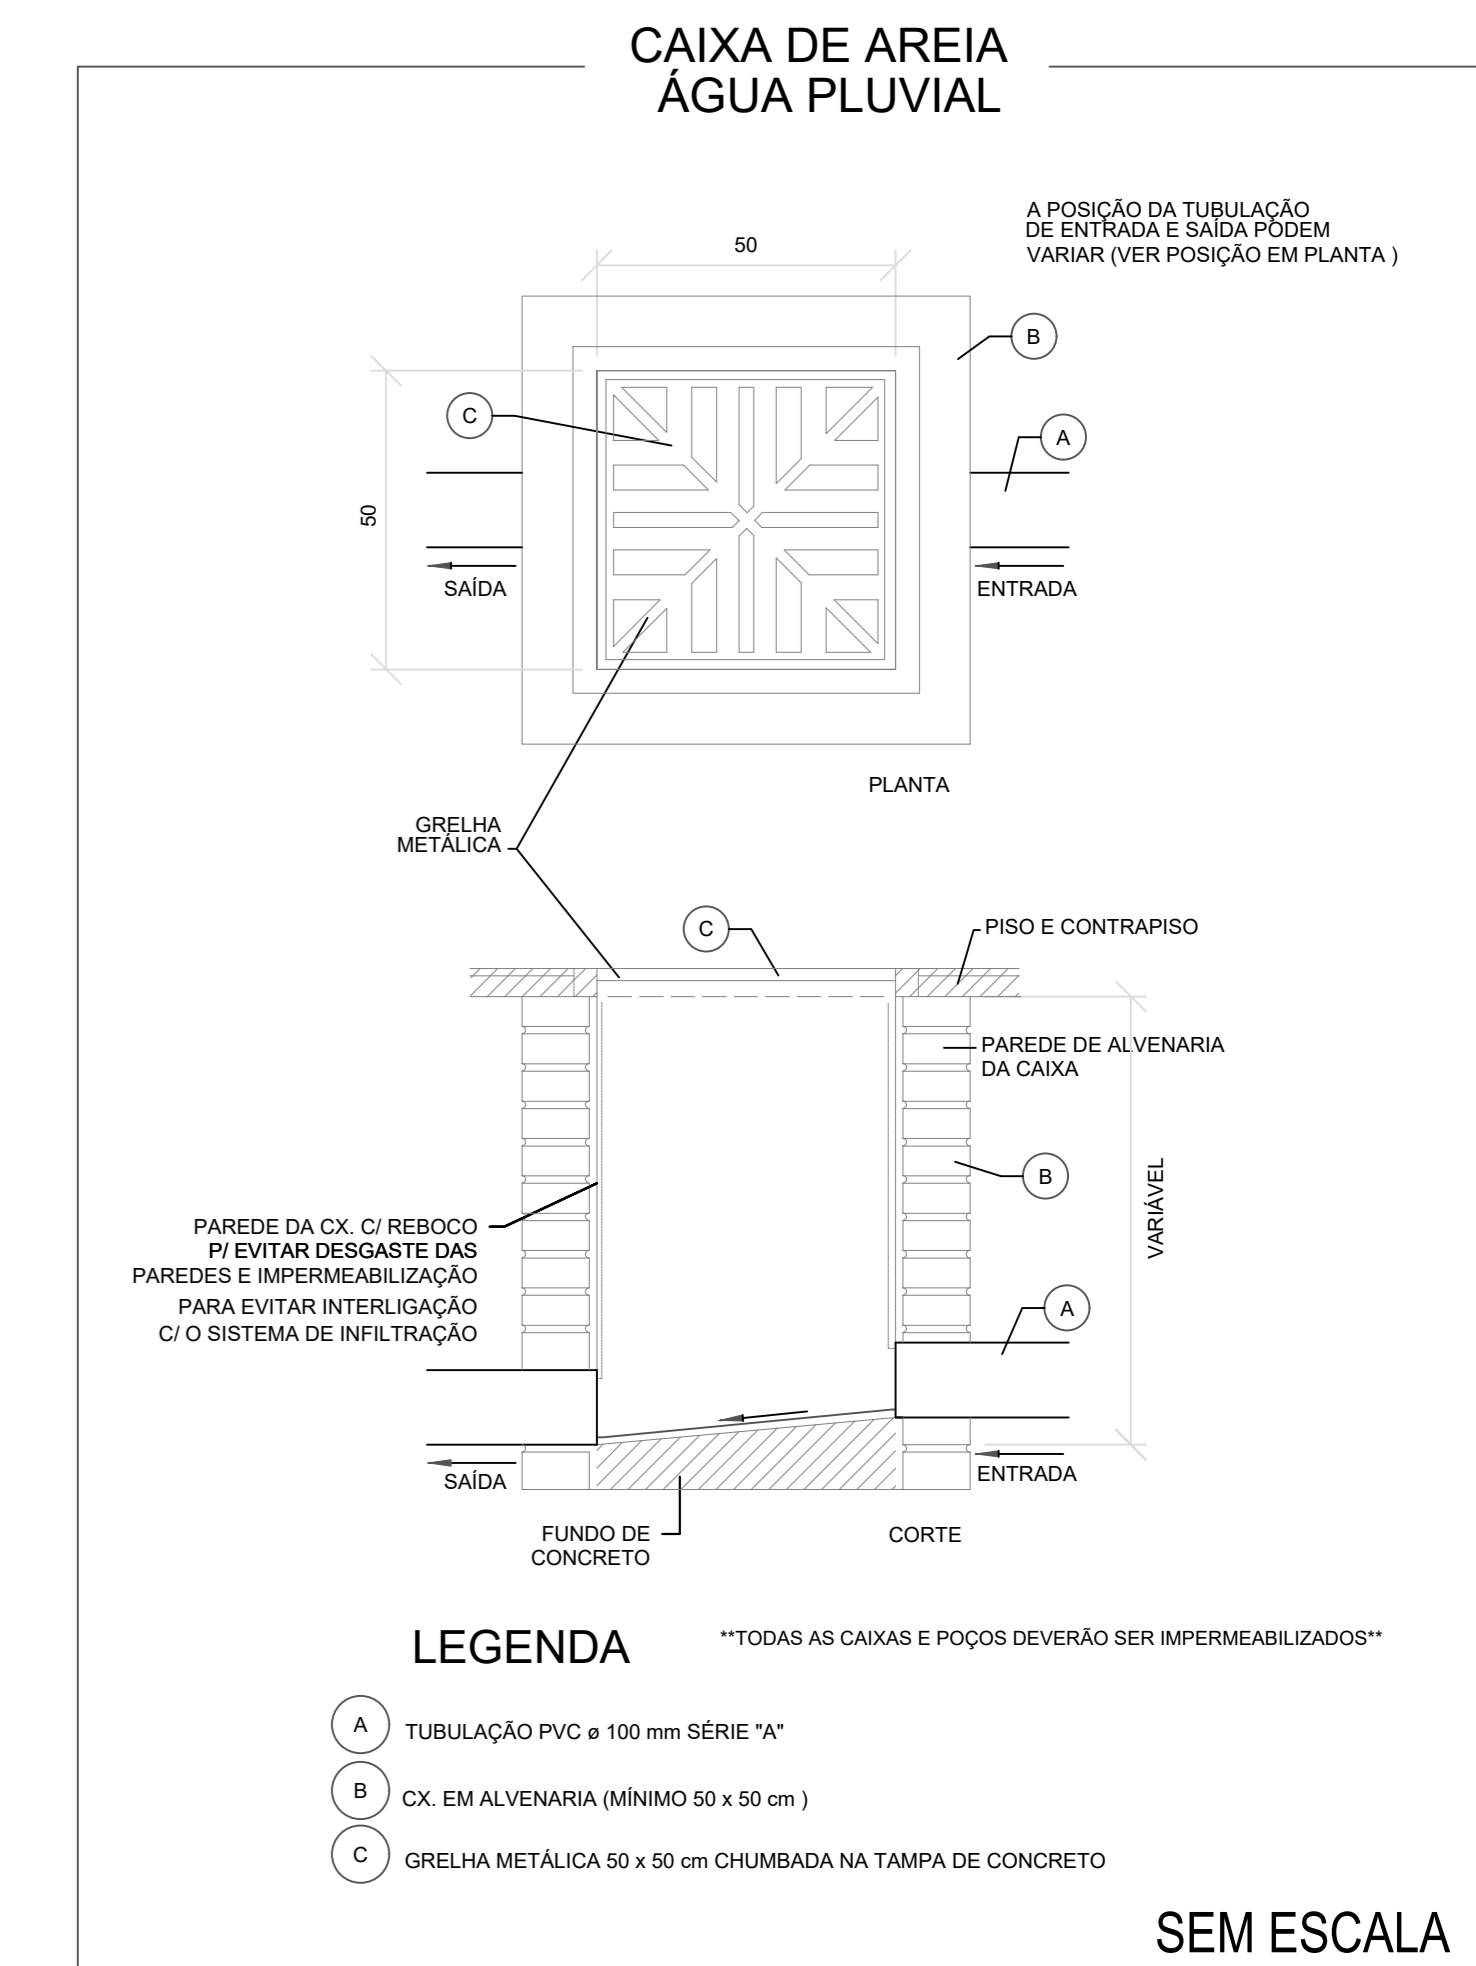 CAIXA DE AREIA
ÁGUA PLUVIAL
A POSIÇÃO DA TUBULAÇÃO
DE ENTRADA E SAÍDA PODEM
VARIAR (VER POSIÇÃO EM PLANTA )
50
B
C
A
50
SAÍDA
ENTRADA
PLANTA
GRELHA
METÁLICA
C
PISO E CONTRAPISO
PAREDE DE ALVENARIA
DA CAIXA
B
VARIÁVEL
PAREDE DA CX. C/ REBOCO
P/ EVITAR DESGASTE DAS
PAREDES E IMPERMEABILIZAÇÃO
PARA EVITAR INTERLIGAÇÃO
C/ O SISTEMA DE INFILTRAÇÃO
A
SAÍDA
ENTRADA
FUNDO DE
CONCRETO
CORTE
LEGENDA
**TODAS AS CAIXAS E POÇOS DEVERÃO SER IMPERMEABILIZADOS**
A TUBULAÇÃO PVC ø 100 mm SÉRIE "A"
B CX. EM ALVENARIA (MÍNIMO 50 x 50 cm )
C GRELHA METÁLICA 50 x 50 cm CHUMBADA NA TAMPA DE CONCRETO
SEM ESCALA